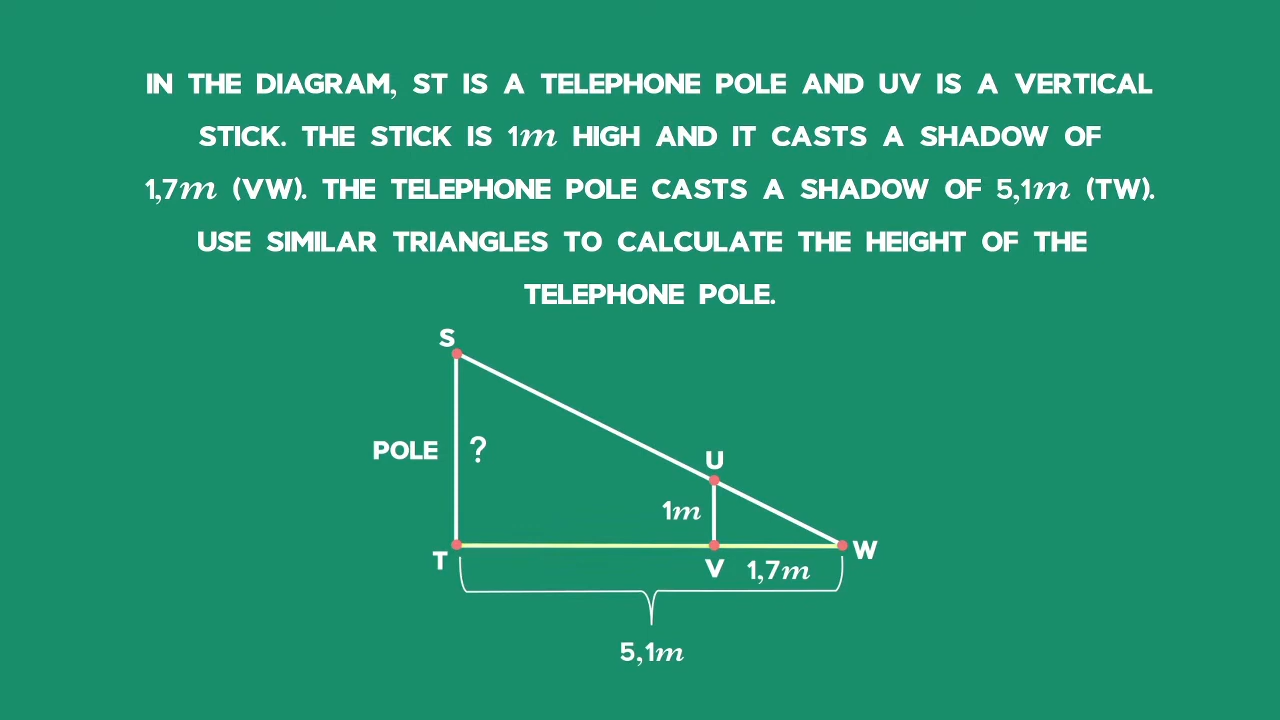 IN THE DIAGRAM, ST IS A TELEPHONE POLE AND UV IS A VERTICAL
STICK. THE STICK IS 1m HIGH AND IT CASTS A SHADOW OF
1,7m (VW). THE TELEPHONE POLE CASTS A SHADOW OF 5,1m (TW).
USE SIMILAR TRIANGLES TO CALCULATE THE HEIGHT OF THE
TELEPHONE POLE.
S
POLE ?
U
1m
T
V 1,7m
W
5,1m